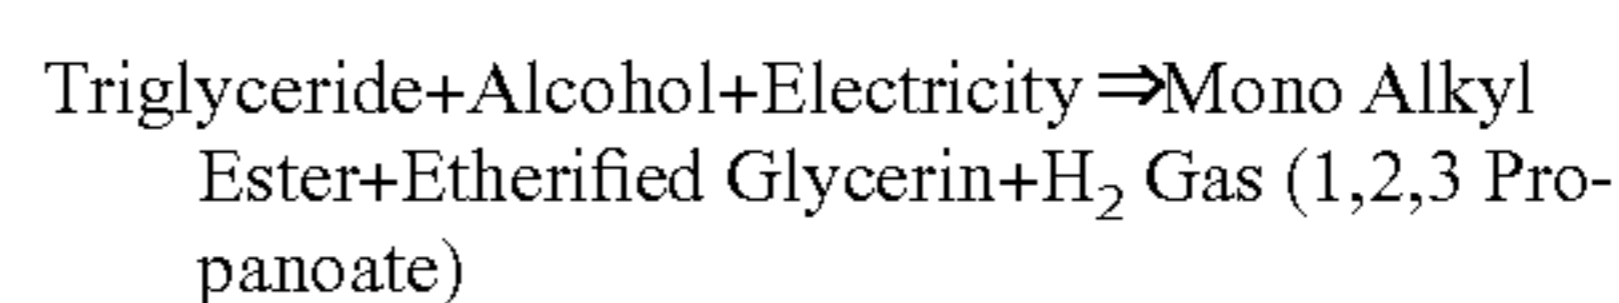 Triglyceride+Alcohol+Electricity ⇒Mono Alkyl
Ester+Etherified Glycerin+H₂ Gas (1,2,3 Pro-
panoate)